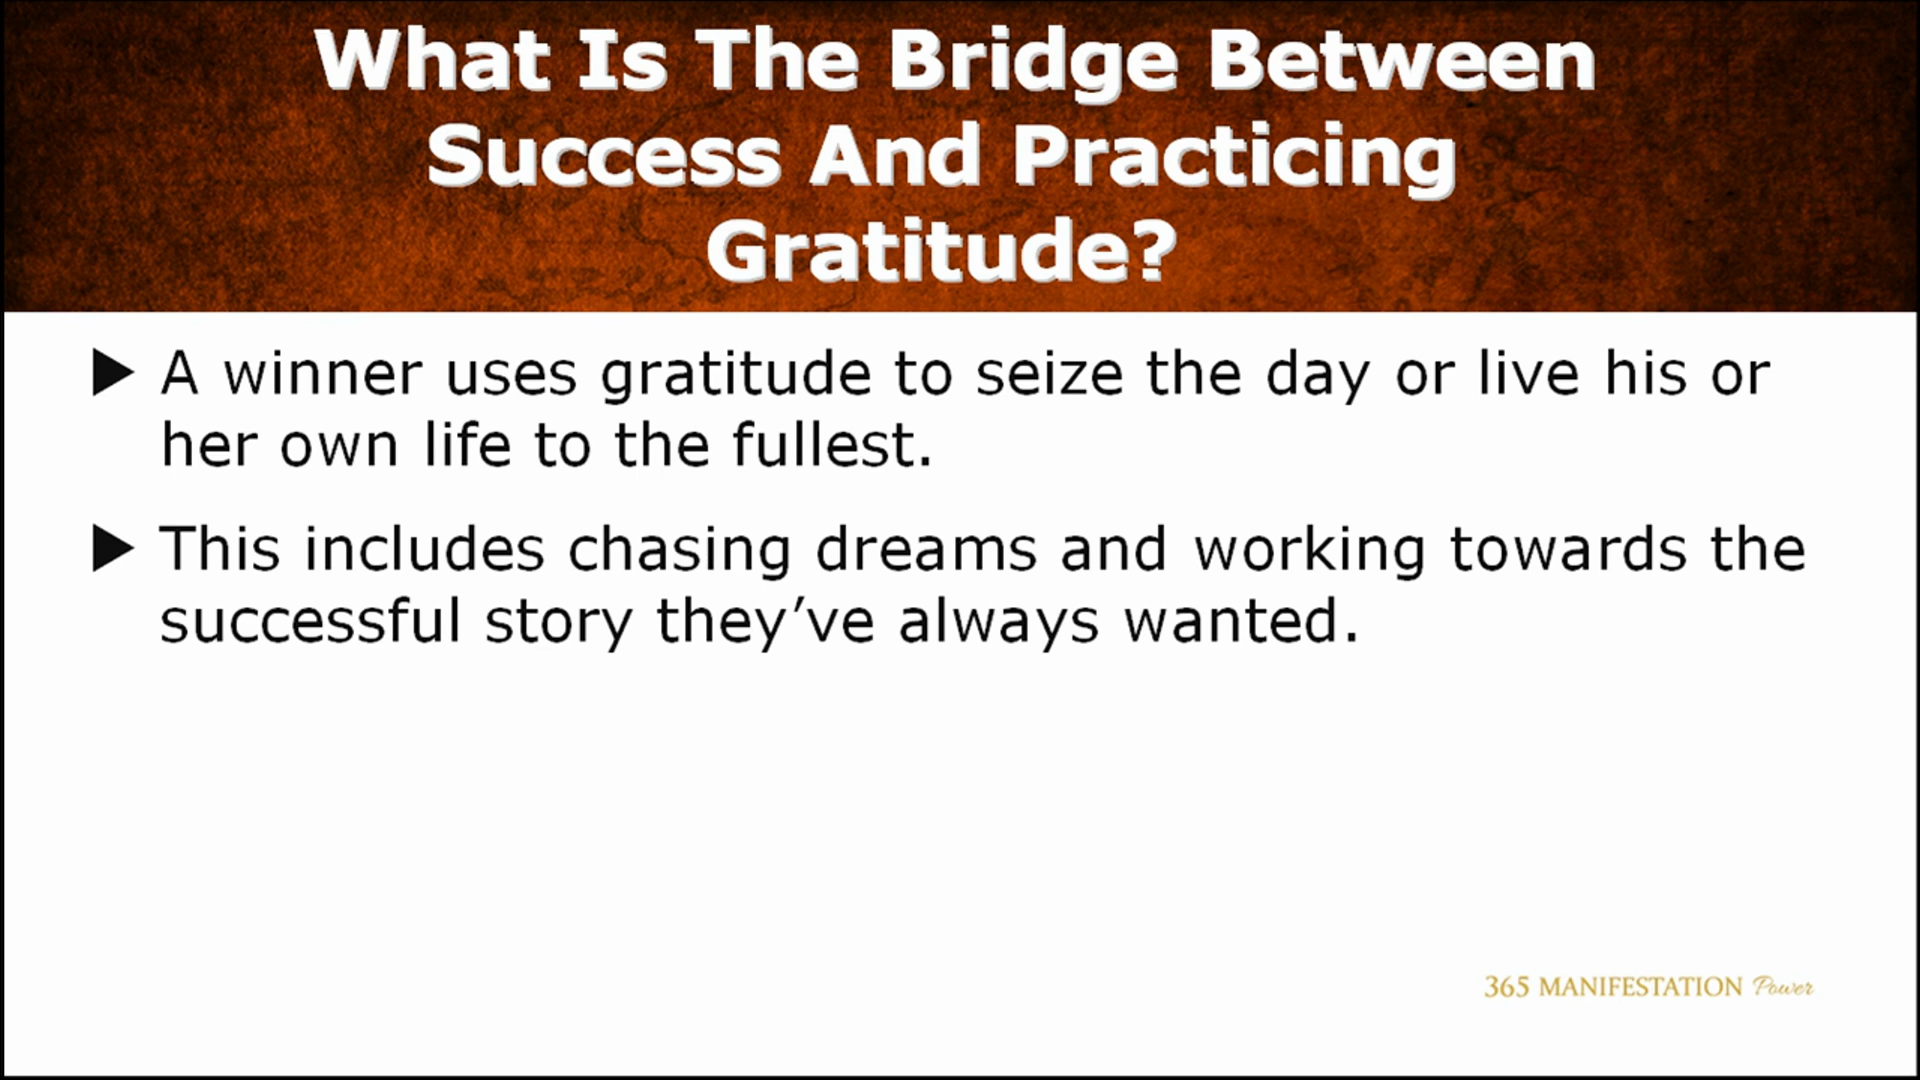 What Is The Bridge Between
Success And Practicing
Gratitude?
A winner uses gratitude to seize the day or live his or
her own life to the fullest.
This includes chasing dreams and working towards the
successful story they’ve always wanted.
365 MANIFESTATION Power